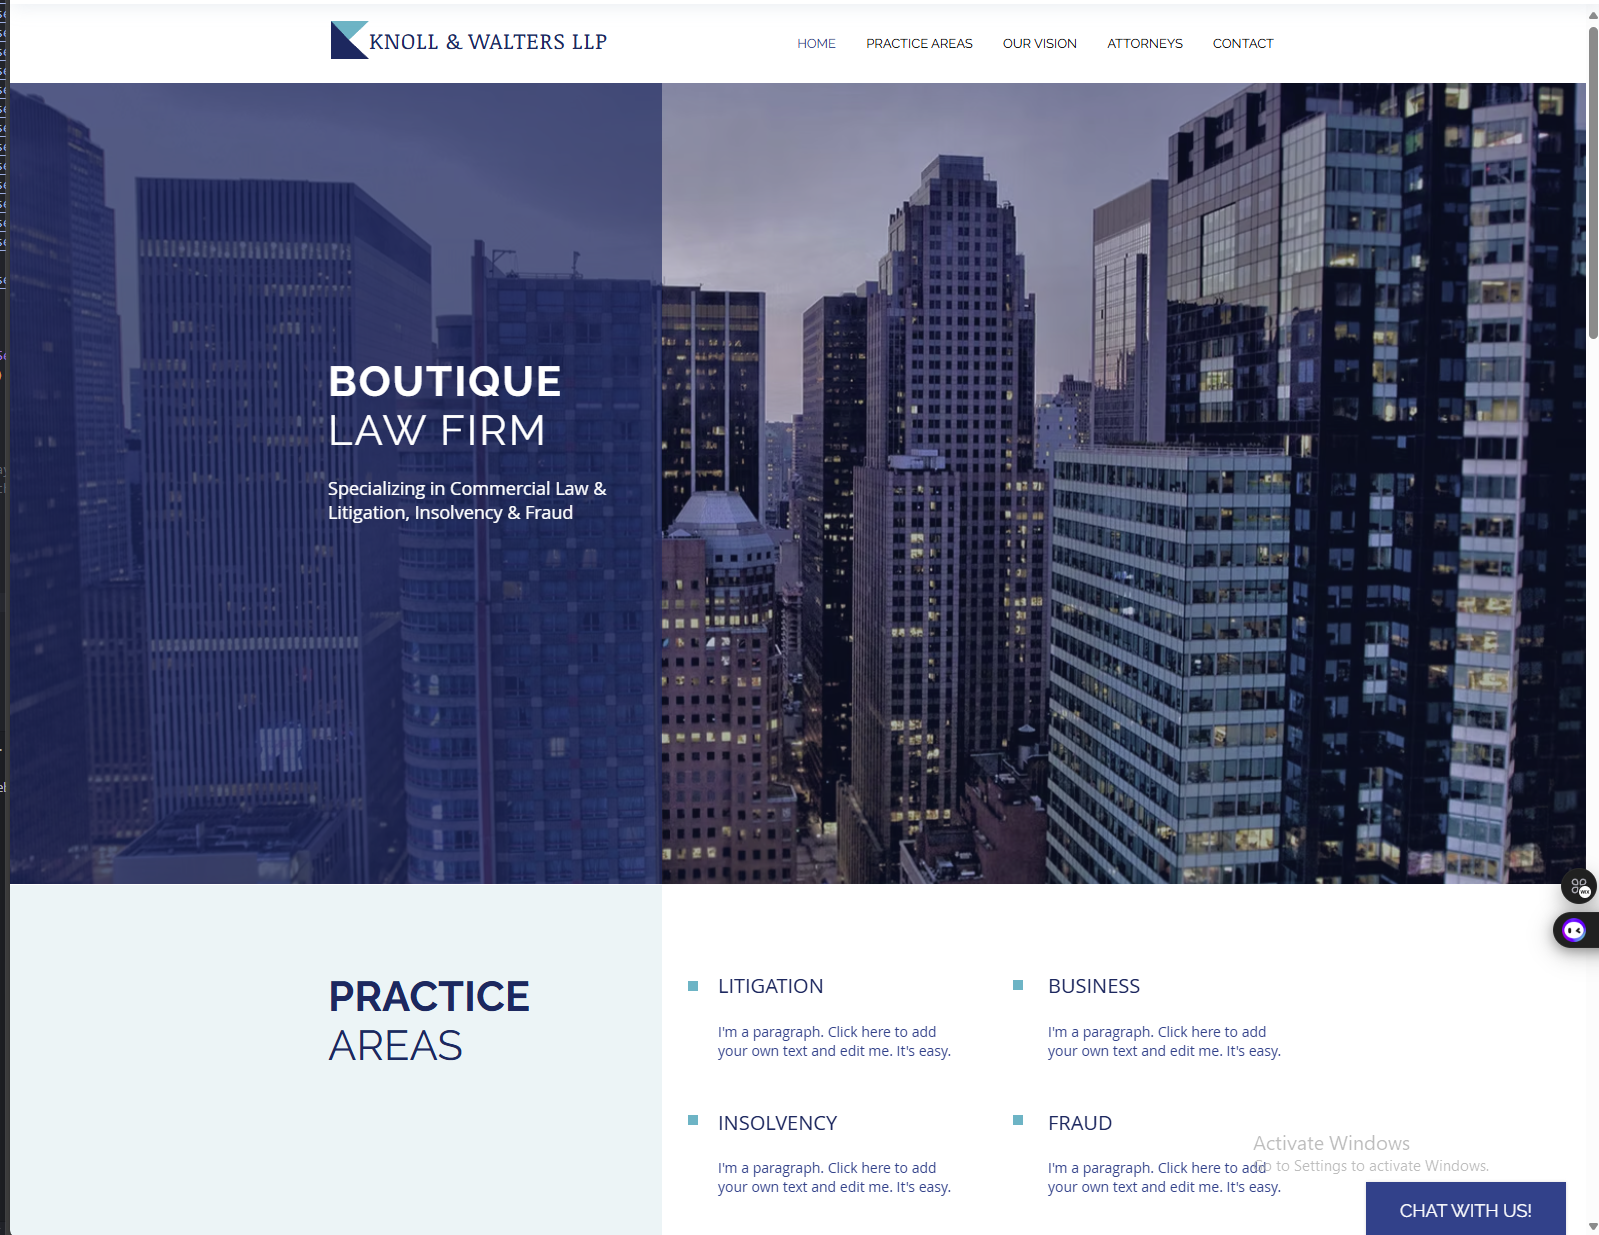 KNOLL & WALTERS LLP
HOME
PRACTICE AREAS
OUR VISION
ATTORNEYS
CONTACT
BOUTIQUE
LAW FIRM
Specializing in Commercial Law &
Litigation, Insolvency & Fraud
PRACTICE
AREAS
LITIGATION
I'm a paragraph. Click here to add
your own text and edit me. It's easy.
BUSINESS
I'm a paragraph. Click here to add
your own text and edit me. It's easy.
INSOLVENCY
I'm a paragraph. Click here to add
your own text and edit me. It's easy.
FRAUD
I'm a paragraph. Click here to add
your own text and edit me. It's easy.
Activate Windows
Go to Settings to activate Windows.
CHAT WITH US!